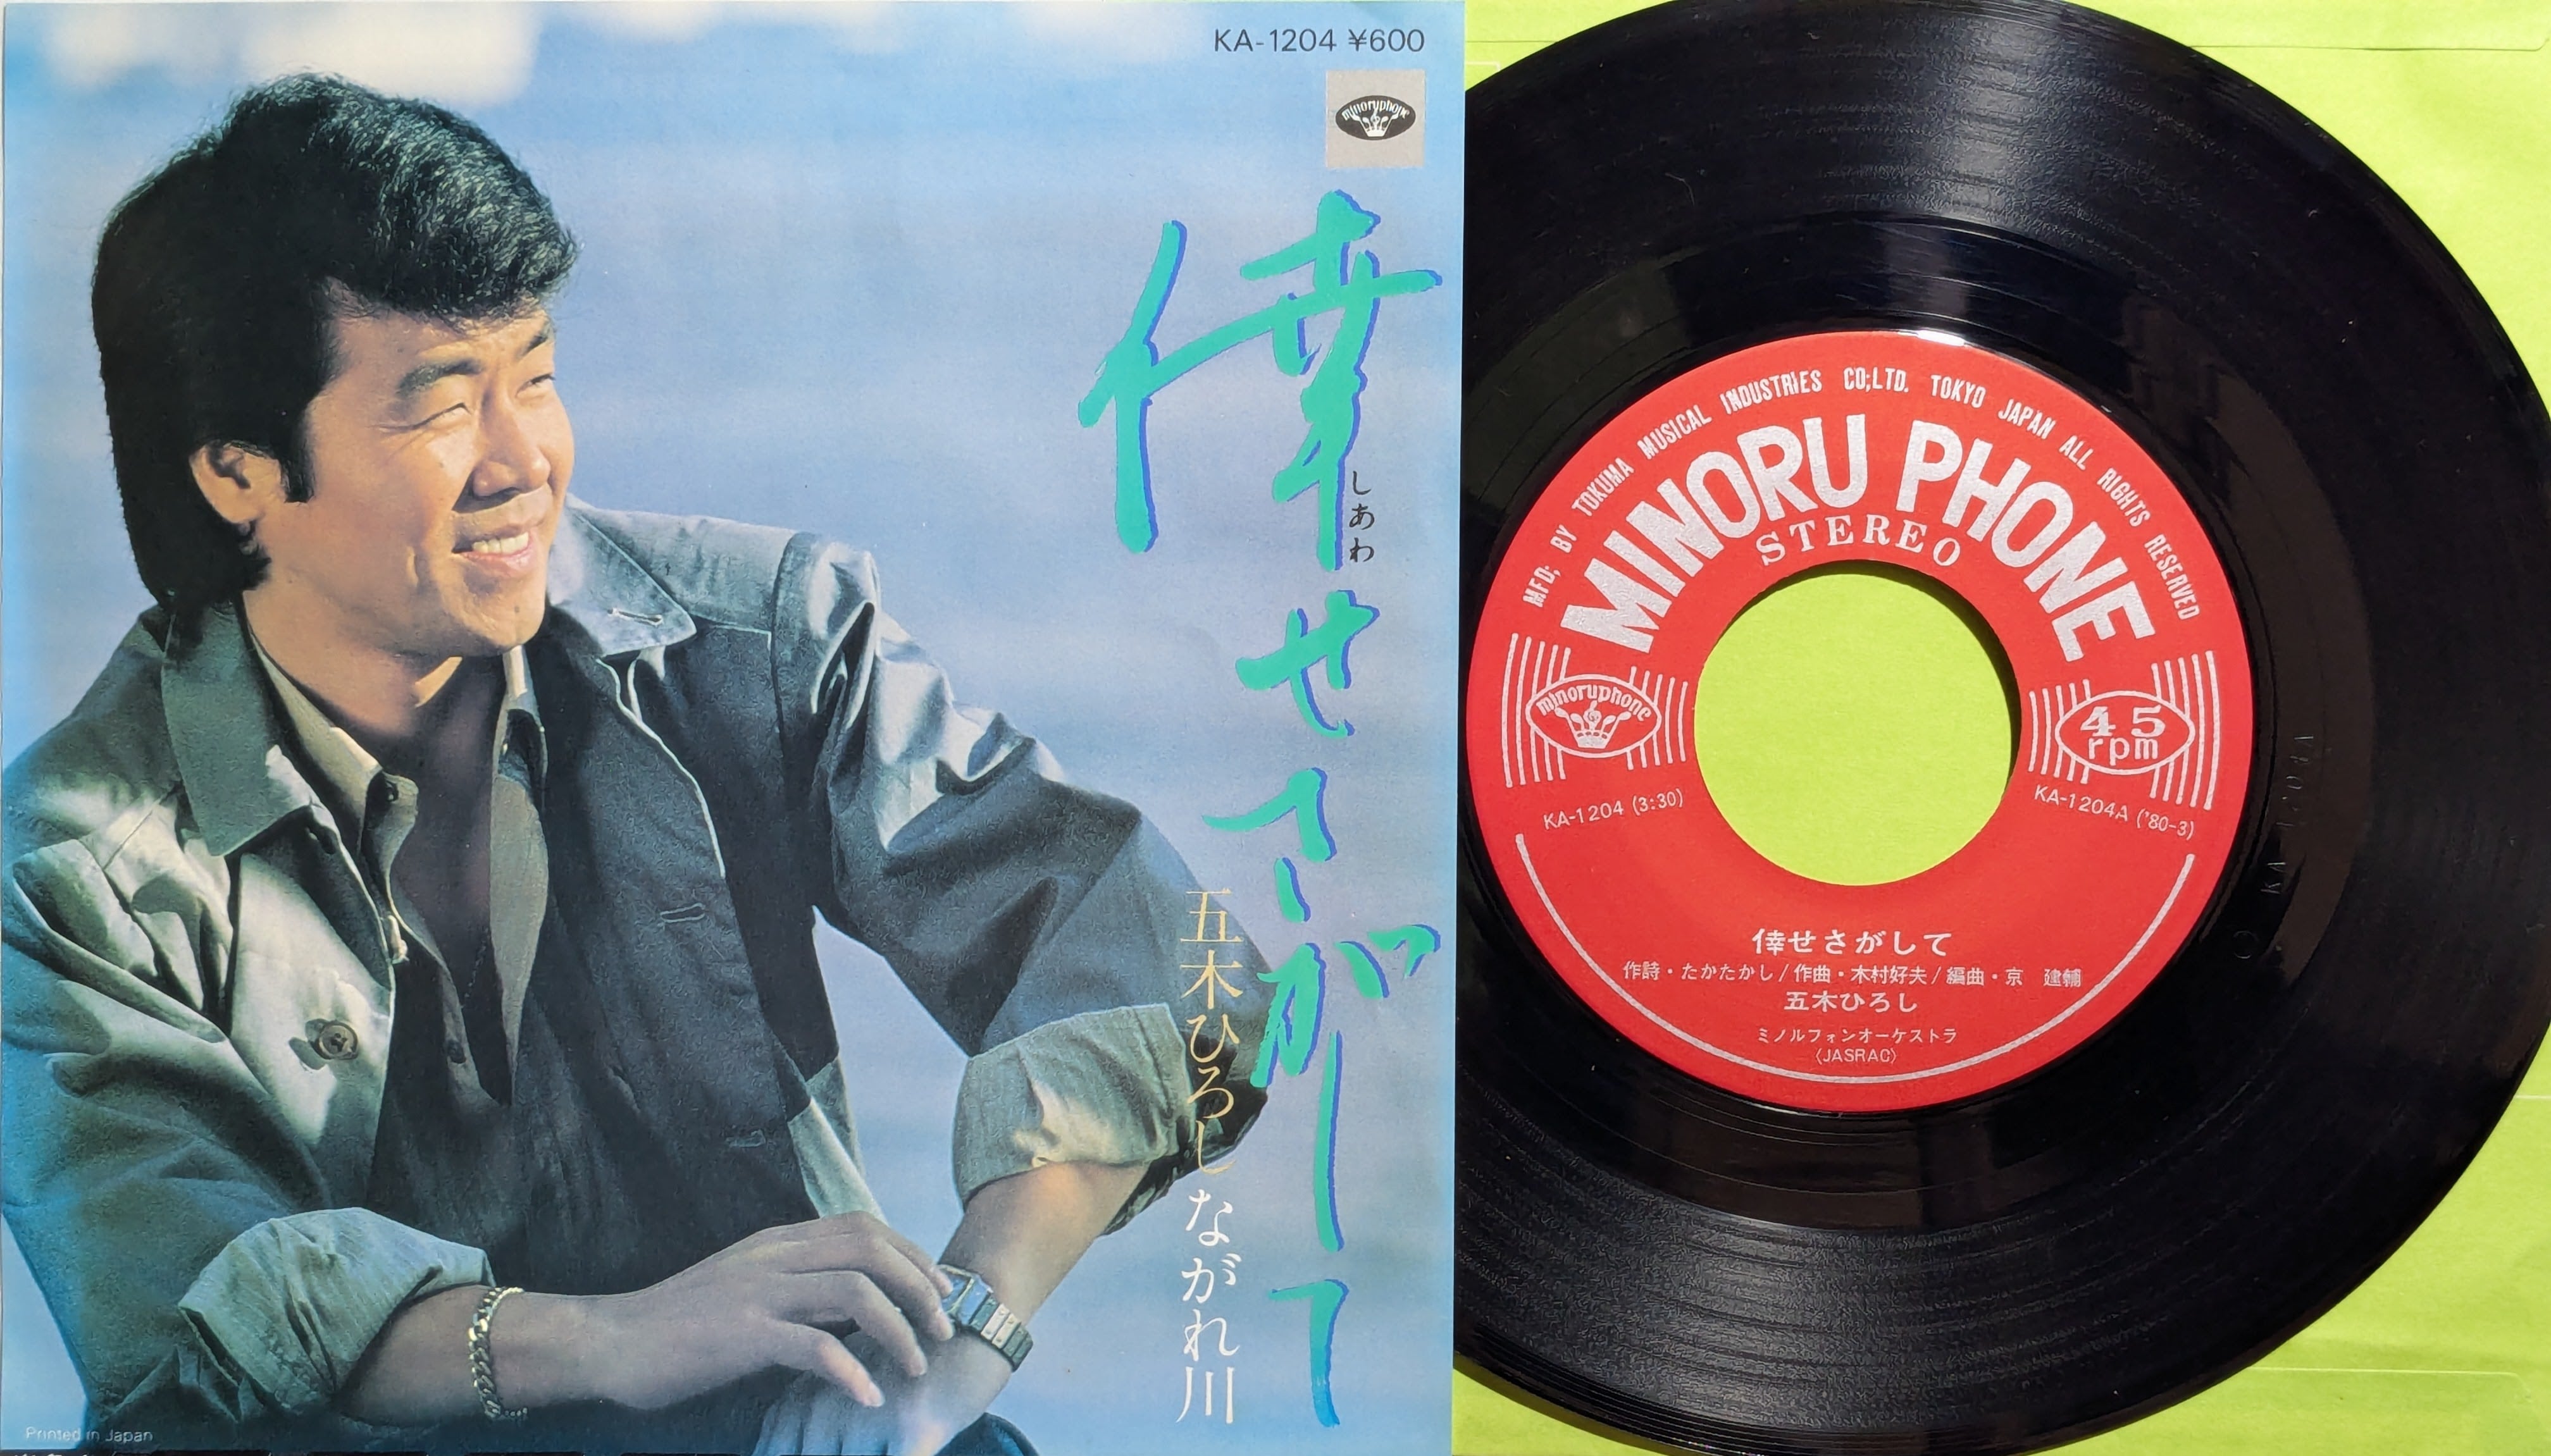 KA-1204 ¥600
minoruphone
倖せさがして
しあわ
五木ひろし
ながれ川
Printed in Japan
MFD; BY TOKUMA MUSICAL INDUSTRIES CO;LTD. TOKYO JAPAN ALL RIGHTS RESERVED
MINORU PHONE
STEREO
minoruphone
45 rpm
KA-1204 (3:30)
KA-1204A ('80-3)
倖せさがして
作詩・たかたかし/作曲・木村好夫/編曲・京 建輔
五木ひろし
ミノルフォンオーケストラ
〈JASRAC〉